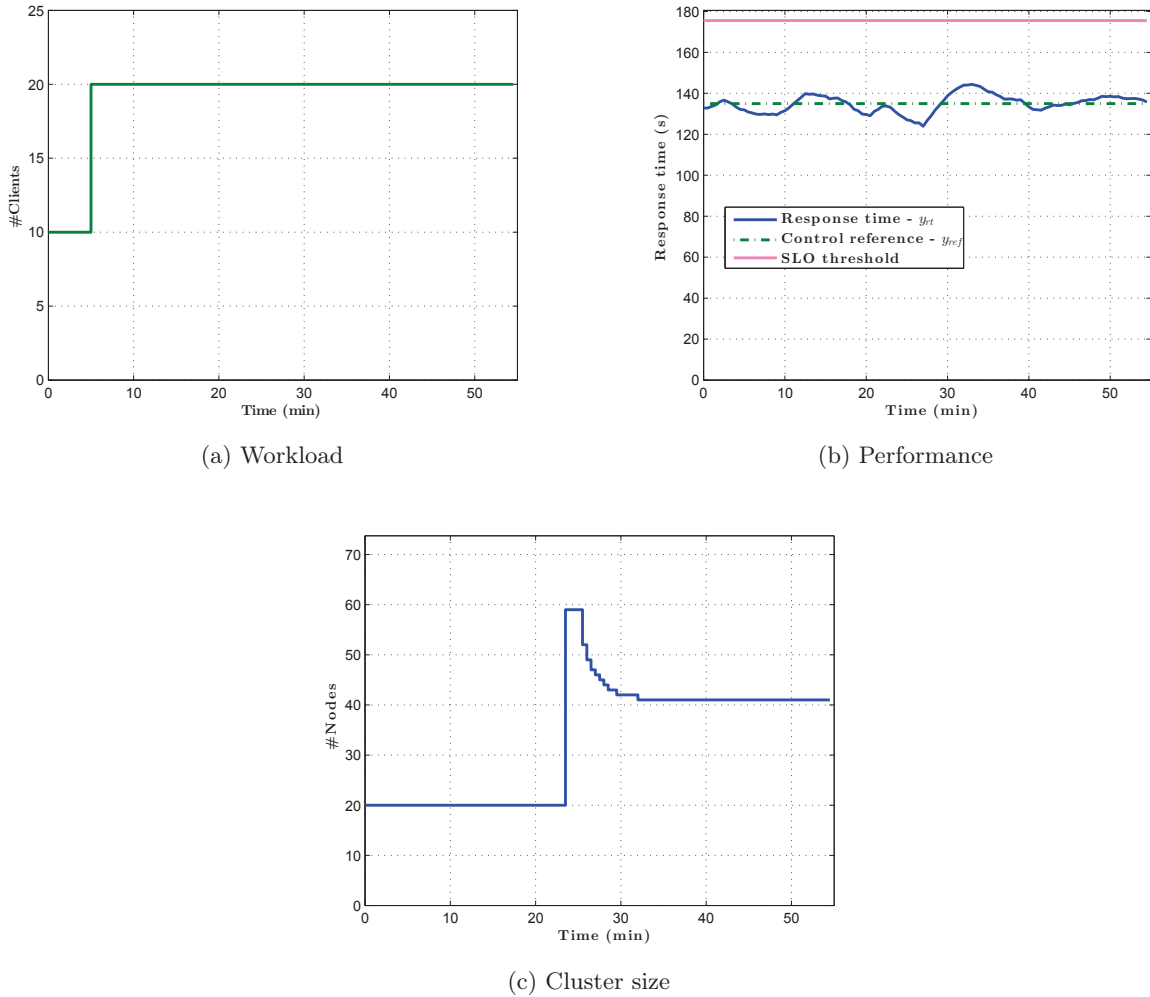 25
20
15
10
5
0
#Clients
0 10 20 30 40 50
Time (min)
(a) Workload
180
160
140
120
100
80
60
40
20
0
Response time (s)
Response time - y_rt
Control reference - y_ref
SLO threshold
0 10 20 30 40 50
Time (min)
(b) Performance
70
60
50
40
30
20
10
0
#Nodes
0 10 20 30 40 50
Time (min)
(c) Cluster size